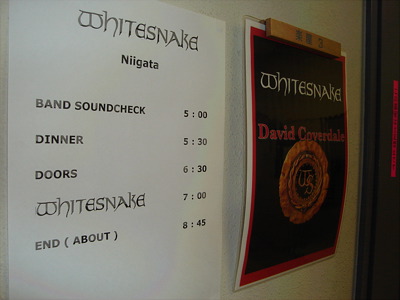 WHITESNAKE
Niigata
BAND SOUNDCHECK 5 : 00
DINNER 5 : 30
DOORS 6 : 30
WHITESNAKE 7 : 00
END ( ABOUT ) 8 : 45
WHITESNAKE
David Coverdale
WS